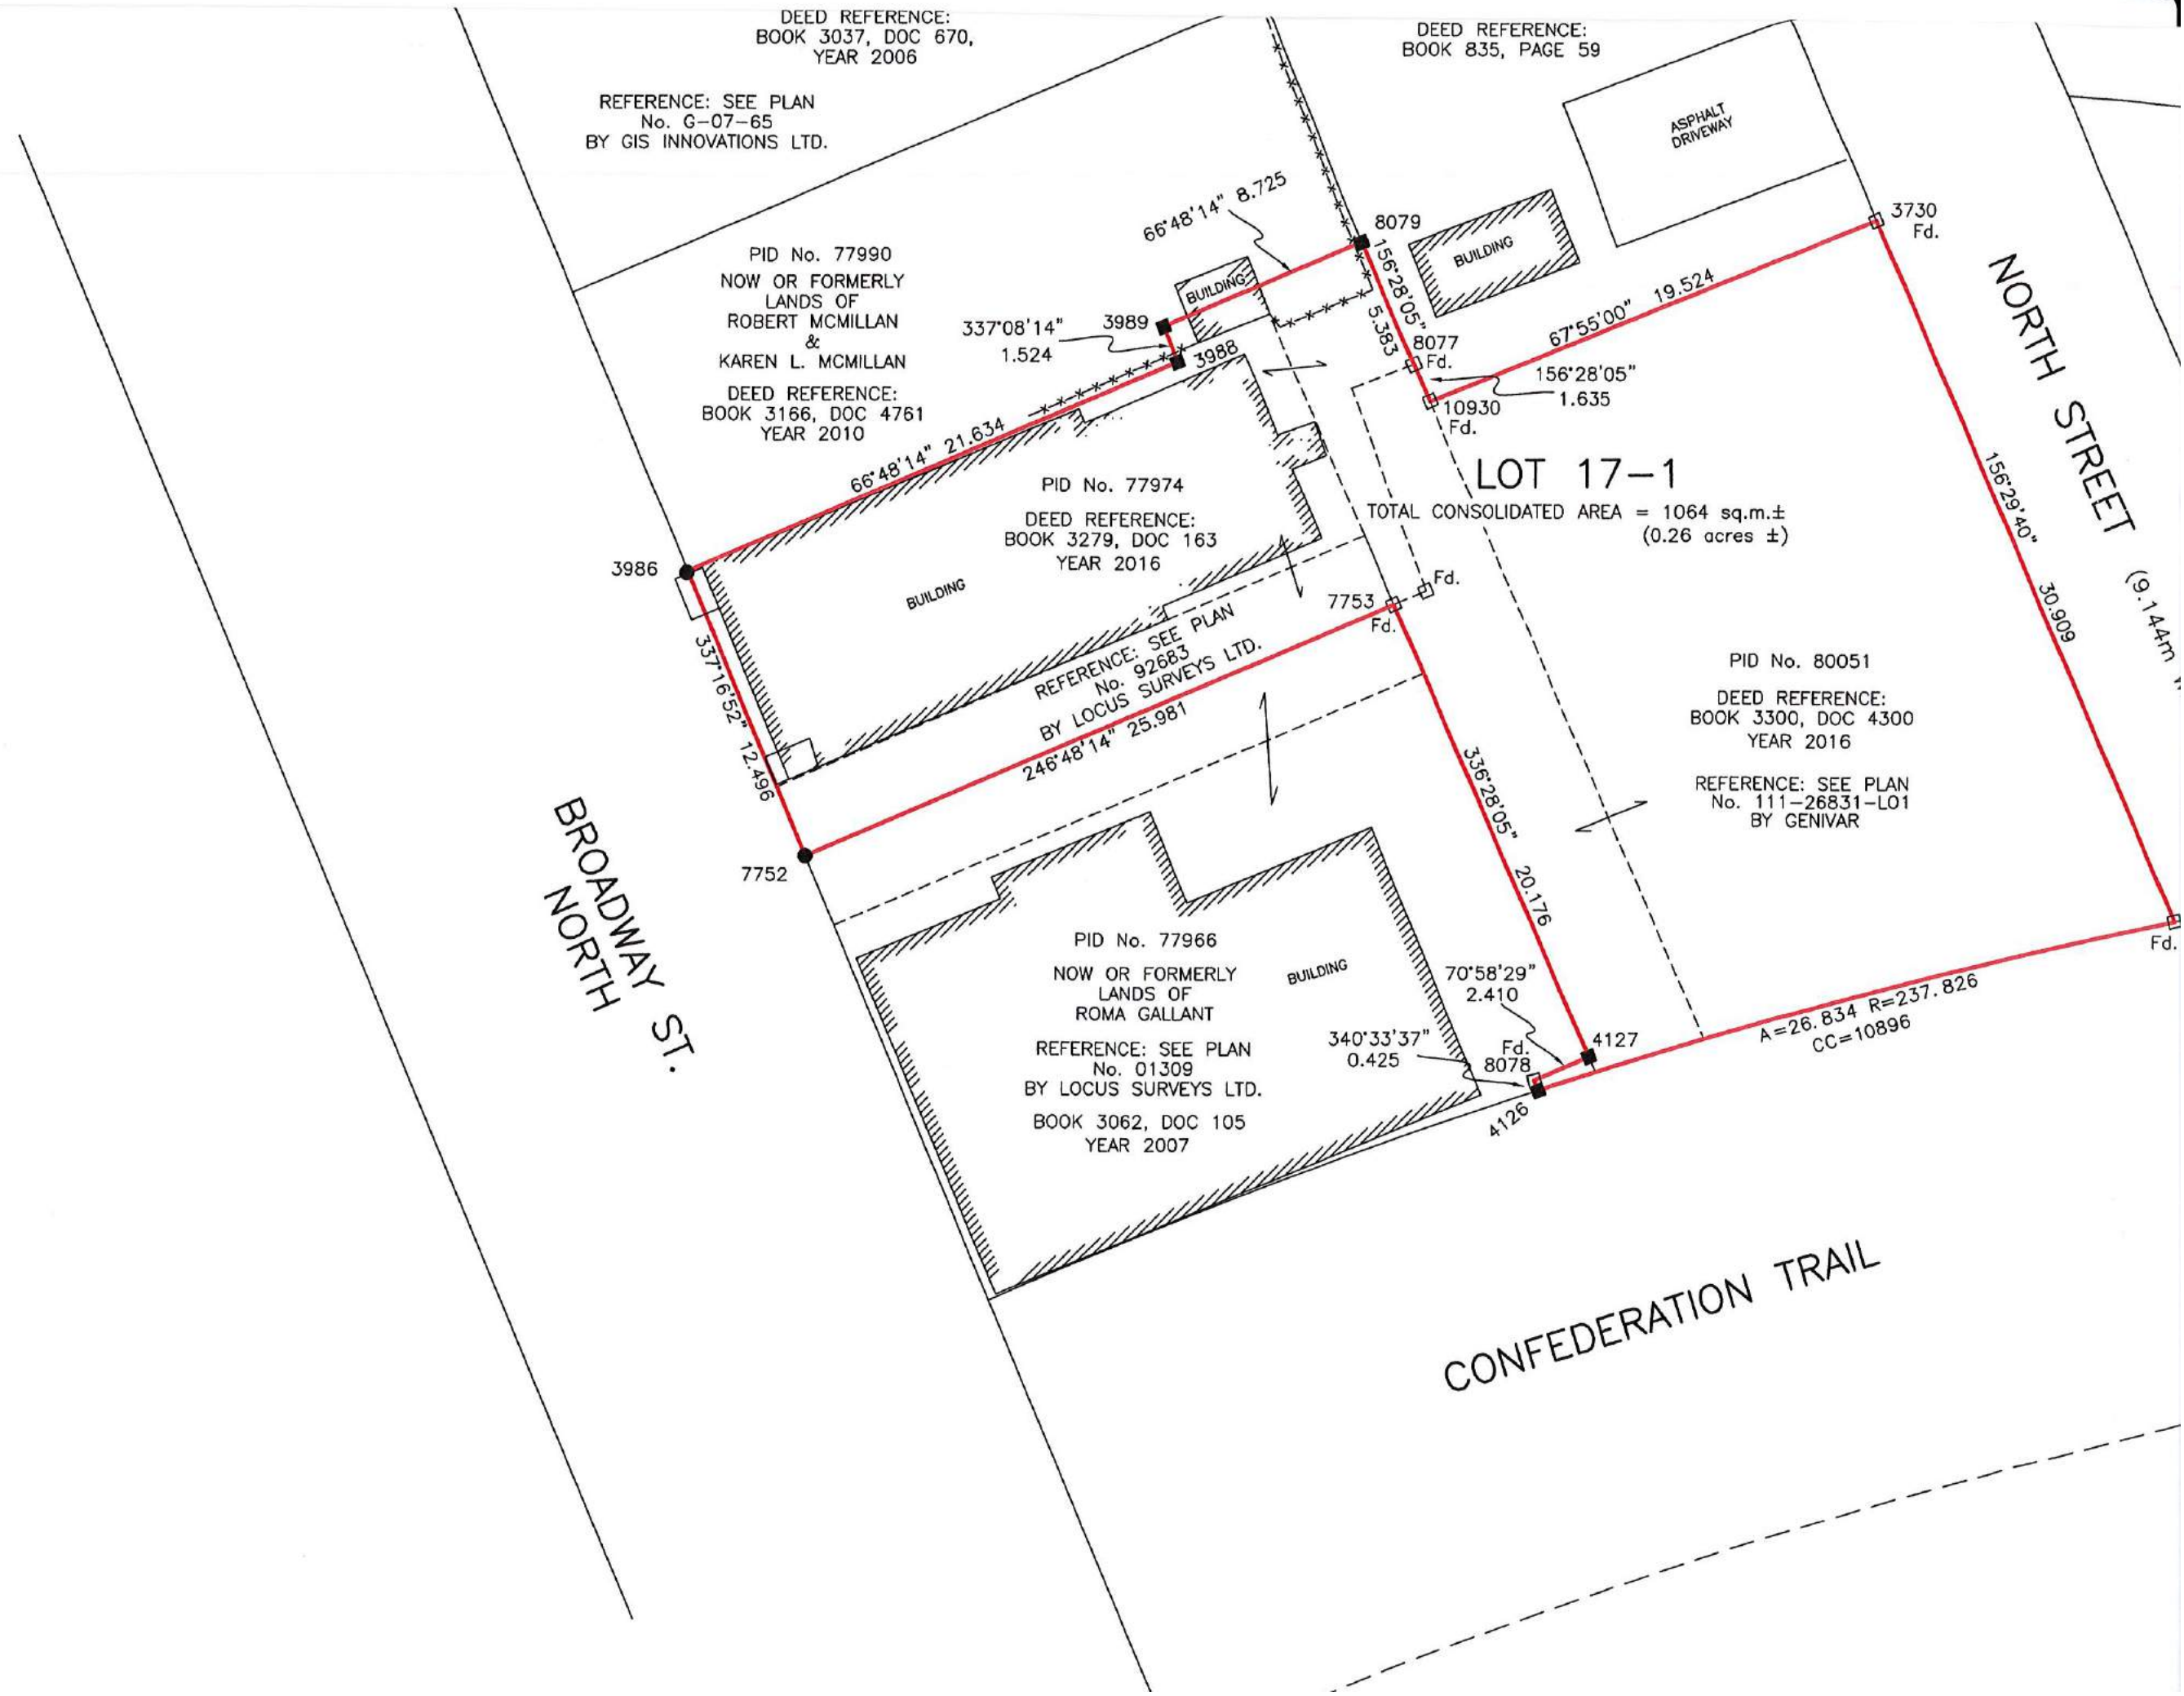 DEED REFERENCE:
BOOK 3037, DOC 670,
YEAR 2006
REFERENCE: SEE PLAN
No. G-07-65
BY GIS INNOVATIONS LTD.
DEED REFERENCE:
BOOK 835, PAGE 59
ASPHALT
DRIVEWAY
66°48'14" 8.725
8079
3730
Fd.
BUILDING
BUILDING
156°28'05"
5.383
67°55'00" 19.524
PID No. 77990
NOW OR FORMERLY
LANDS OF
ROBERT MCMILLAN
&
KAREN L. MCMILLAN
DEED REFERENCE:
BOOK 3166, DOC 4761
YEAR 2010
337°08'14"
1.524
3989
3988
8077
Fd.
156°28'05"
1.635
10930
Fd.
NORTH STREET (9.144m
66°48'14" 21.634
LOT 17-1
TOTAL CONSOLIDATED AREA = 1064 sq.m.±
(0.26 acres ±)
PID No. 77974
DEED REFERENCE:
BOOK 3279, DOC 163
YEAR 2016
BUILDING
3986
7753
Fd.
Fd.
156°29'40" 30.909
REFERENCE: SEE PLAN
No. 92683
BY LOCUS SURVEYS LTD.
246°48'14" 25.981
337°16'52" 12.496
PID No. 80051
DEED REFERENCE:
BOOK 3300, DOC 4300
YEAR 2016
REFERENCE: SEE PLAN
No. 111-26831-L01
BY GENIVAR
336°28'05" 20.176
7752
BROADWAY ST.
NORTH
PID No. 77966
NOW OR FORMERLY
LANDS OF
ROMA GALLANT
REFERENCE: SEE PLAN
No. 01309
BY LOCUS SURVEYS LTD.
BOOK 3062, DOC 105
YEAR 2007
BUILDING
70°58'29"
2.410
340°33'37"
0.425
Fd.
8078
4127
4126
Fd.
A=26.834 R=237.826
CC=10896
CONFEDERATION TRAIL